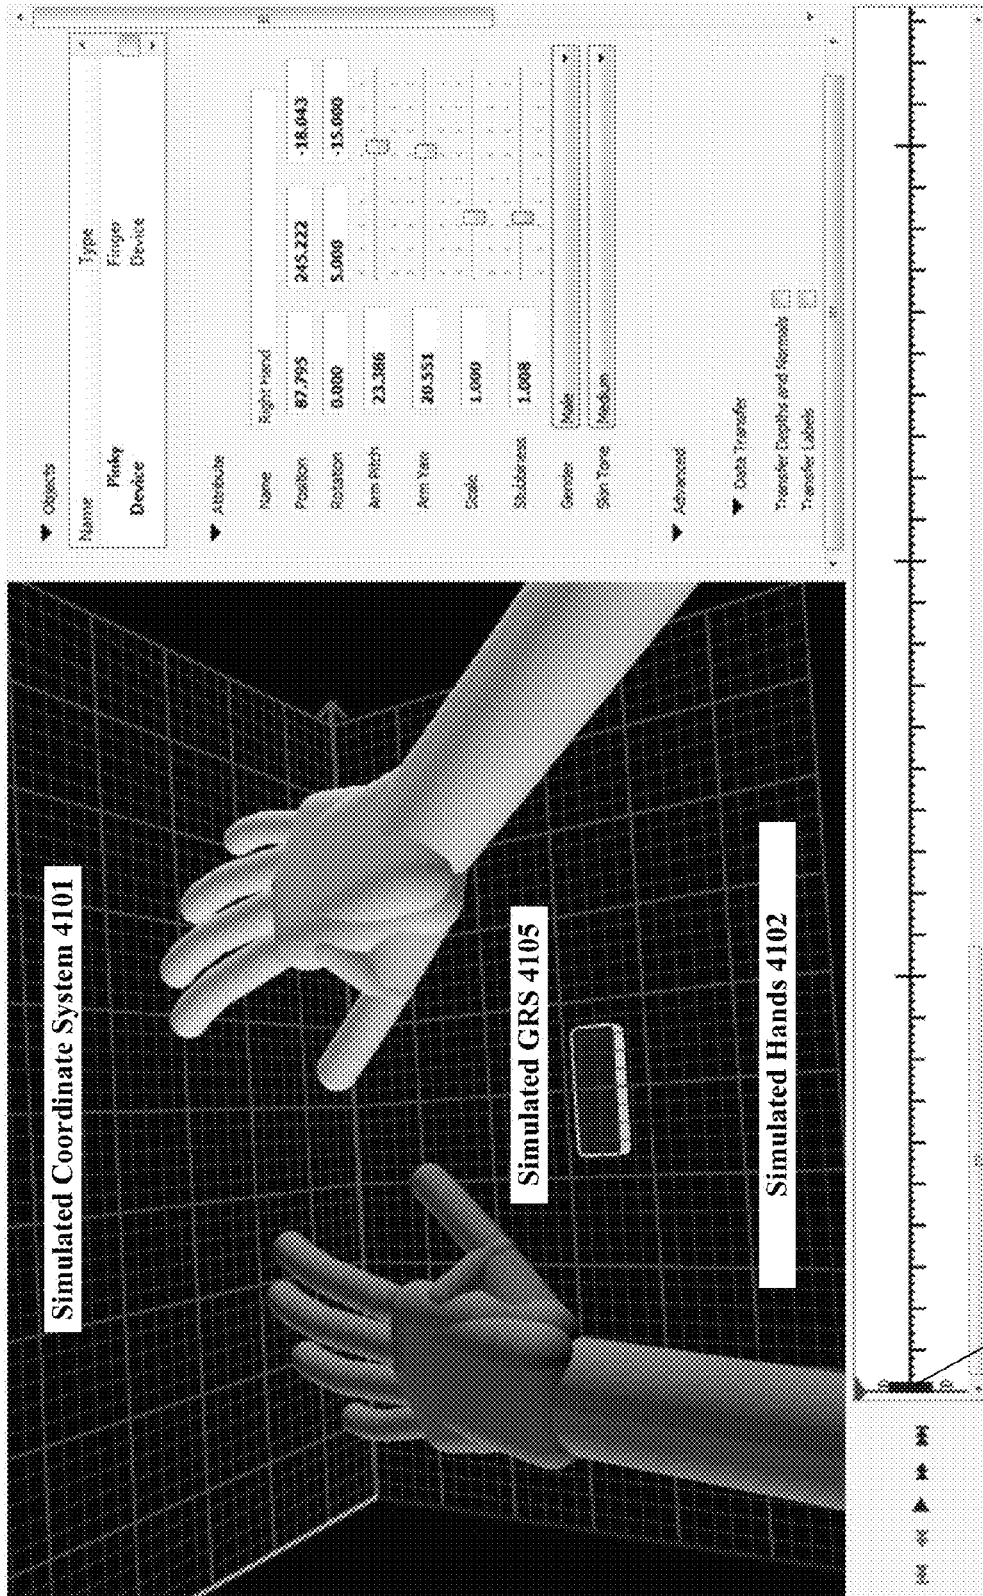 Simulated Coordinate System 4101
Simulated GRS 4105
Simulated Hands 4102
Objects
Name Type
Pinky Finger
Device Device
Attribute
Name Right Hand
Position 87.795 245.222 -18.043
Rotation 0.000 5.000 -15.000
Arm Pitch 23.386
Arm Yaw 20.551
Scale 1.000
Stubbiness 1.008
Gender Male
Skin Tone Medium
Advanced
Data Transfer
Transfer Depths and Normals
Transfer Labels